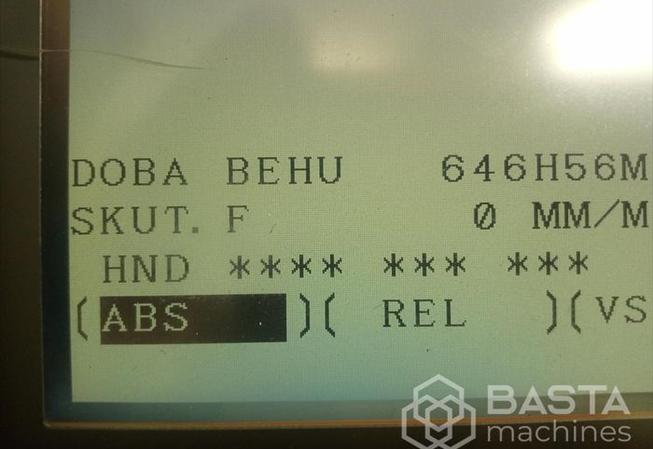 DOBA BEHU 646H56M
SKUT. F 0 MM/M
HND **** *** ***
(ABS )( REL )(VS
BASTA
machines